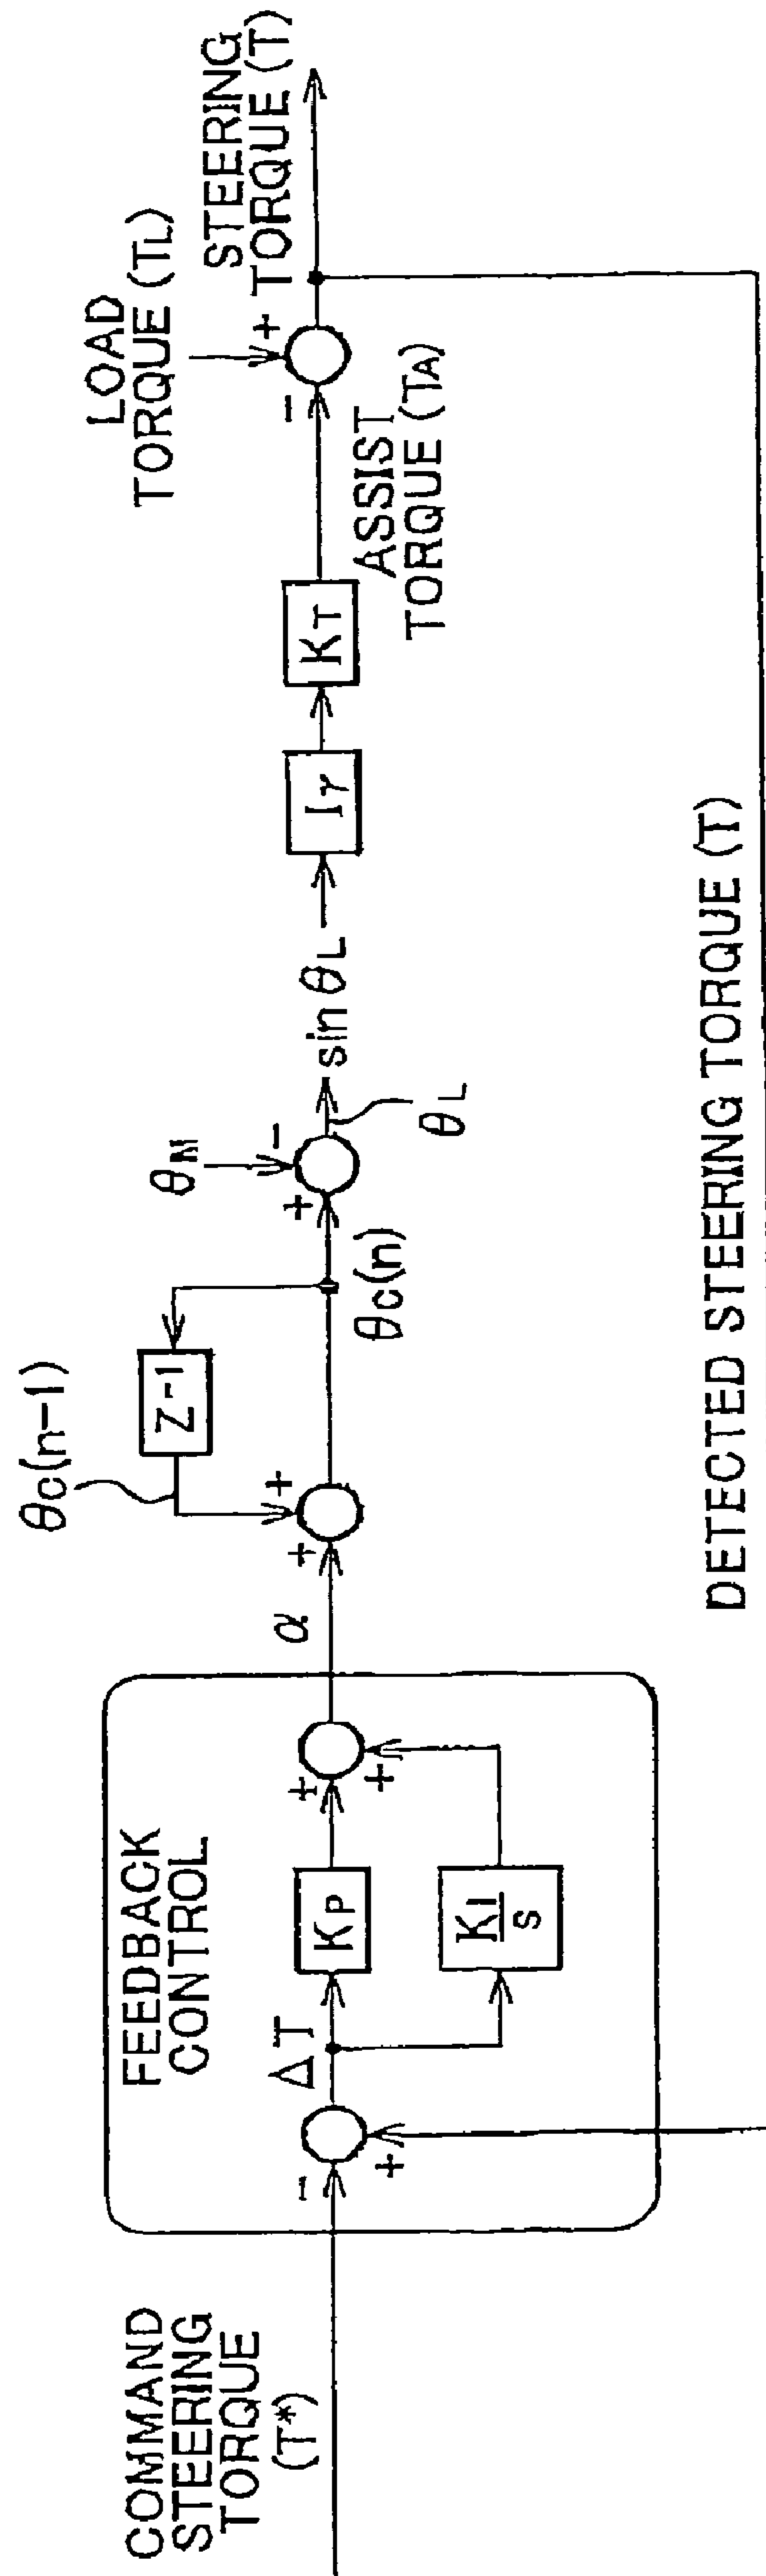 COMMAND
STEERING
TORQUE
(T*)
FEEDBACK
CONTROL
−
+
ΔT
KP
KI
S
+
+
α
+
+
θC(n−1)
Z−1
θC(n)
+
θM
−
θL
sin θL
Iγ
KT
ASSIST
TORQUE (TA)
−
LOAD
TORQUE (TL)
+
STEERING
TORQUE (T)
DETECTED STEERING TORQUE (T)